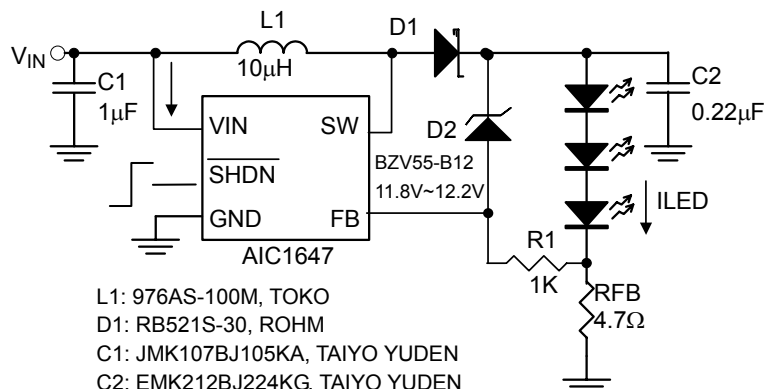 L1
D1
VIN
10μH
C1
1μF
C2
0.22μF
VIN
SW
D2
BZV55-B12
11.8V~12.2V
SHDN
GND
FB
ILED
AIC1647
R1
1K
RFB
4.7Ω
L1: 976AS-100M, TOKO
D1: RB521S-30, ROHM
C1: JMK107BJ105KA, TAIYO YUDEN
C2: EMK212BJ224KG, TAIYO YUDEN